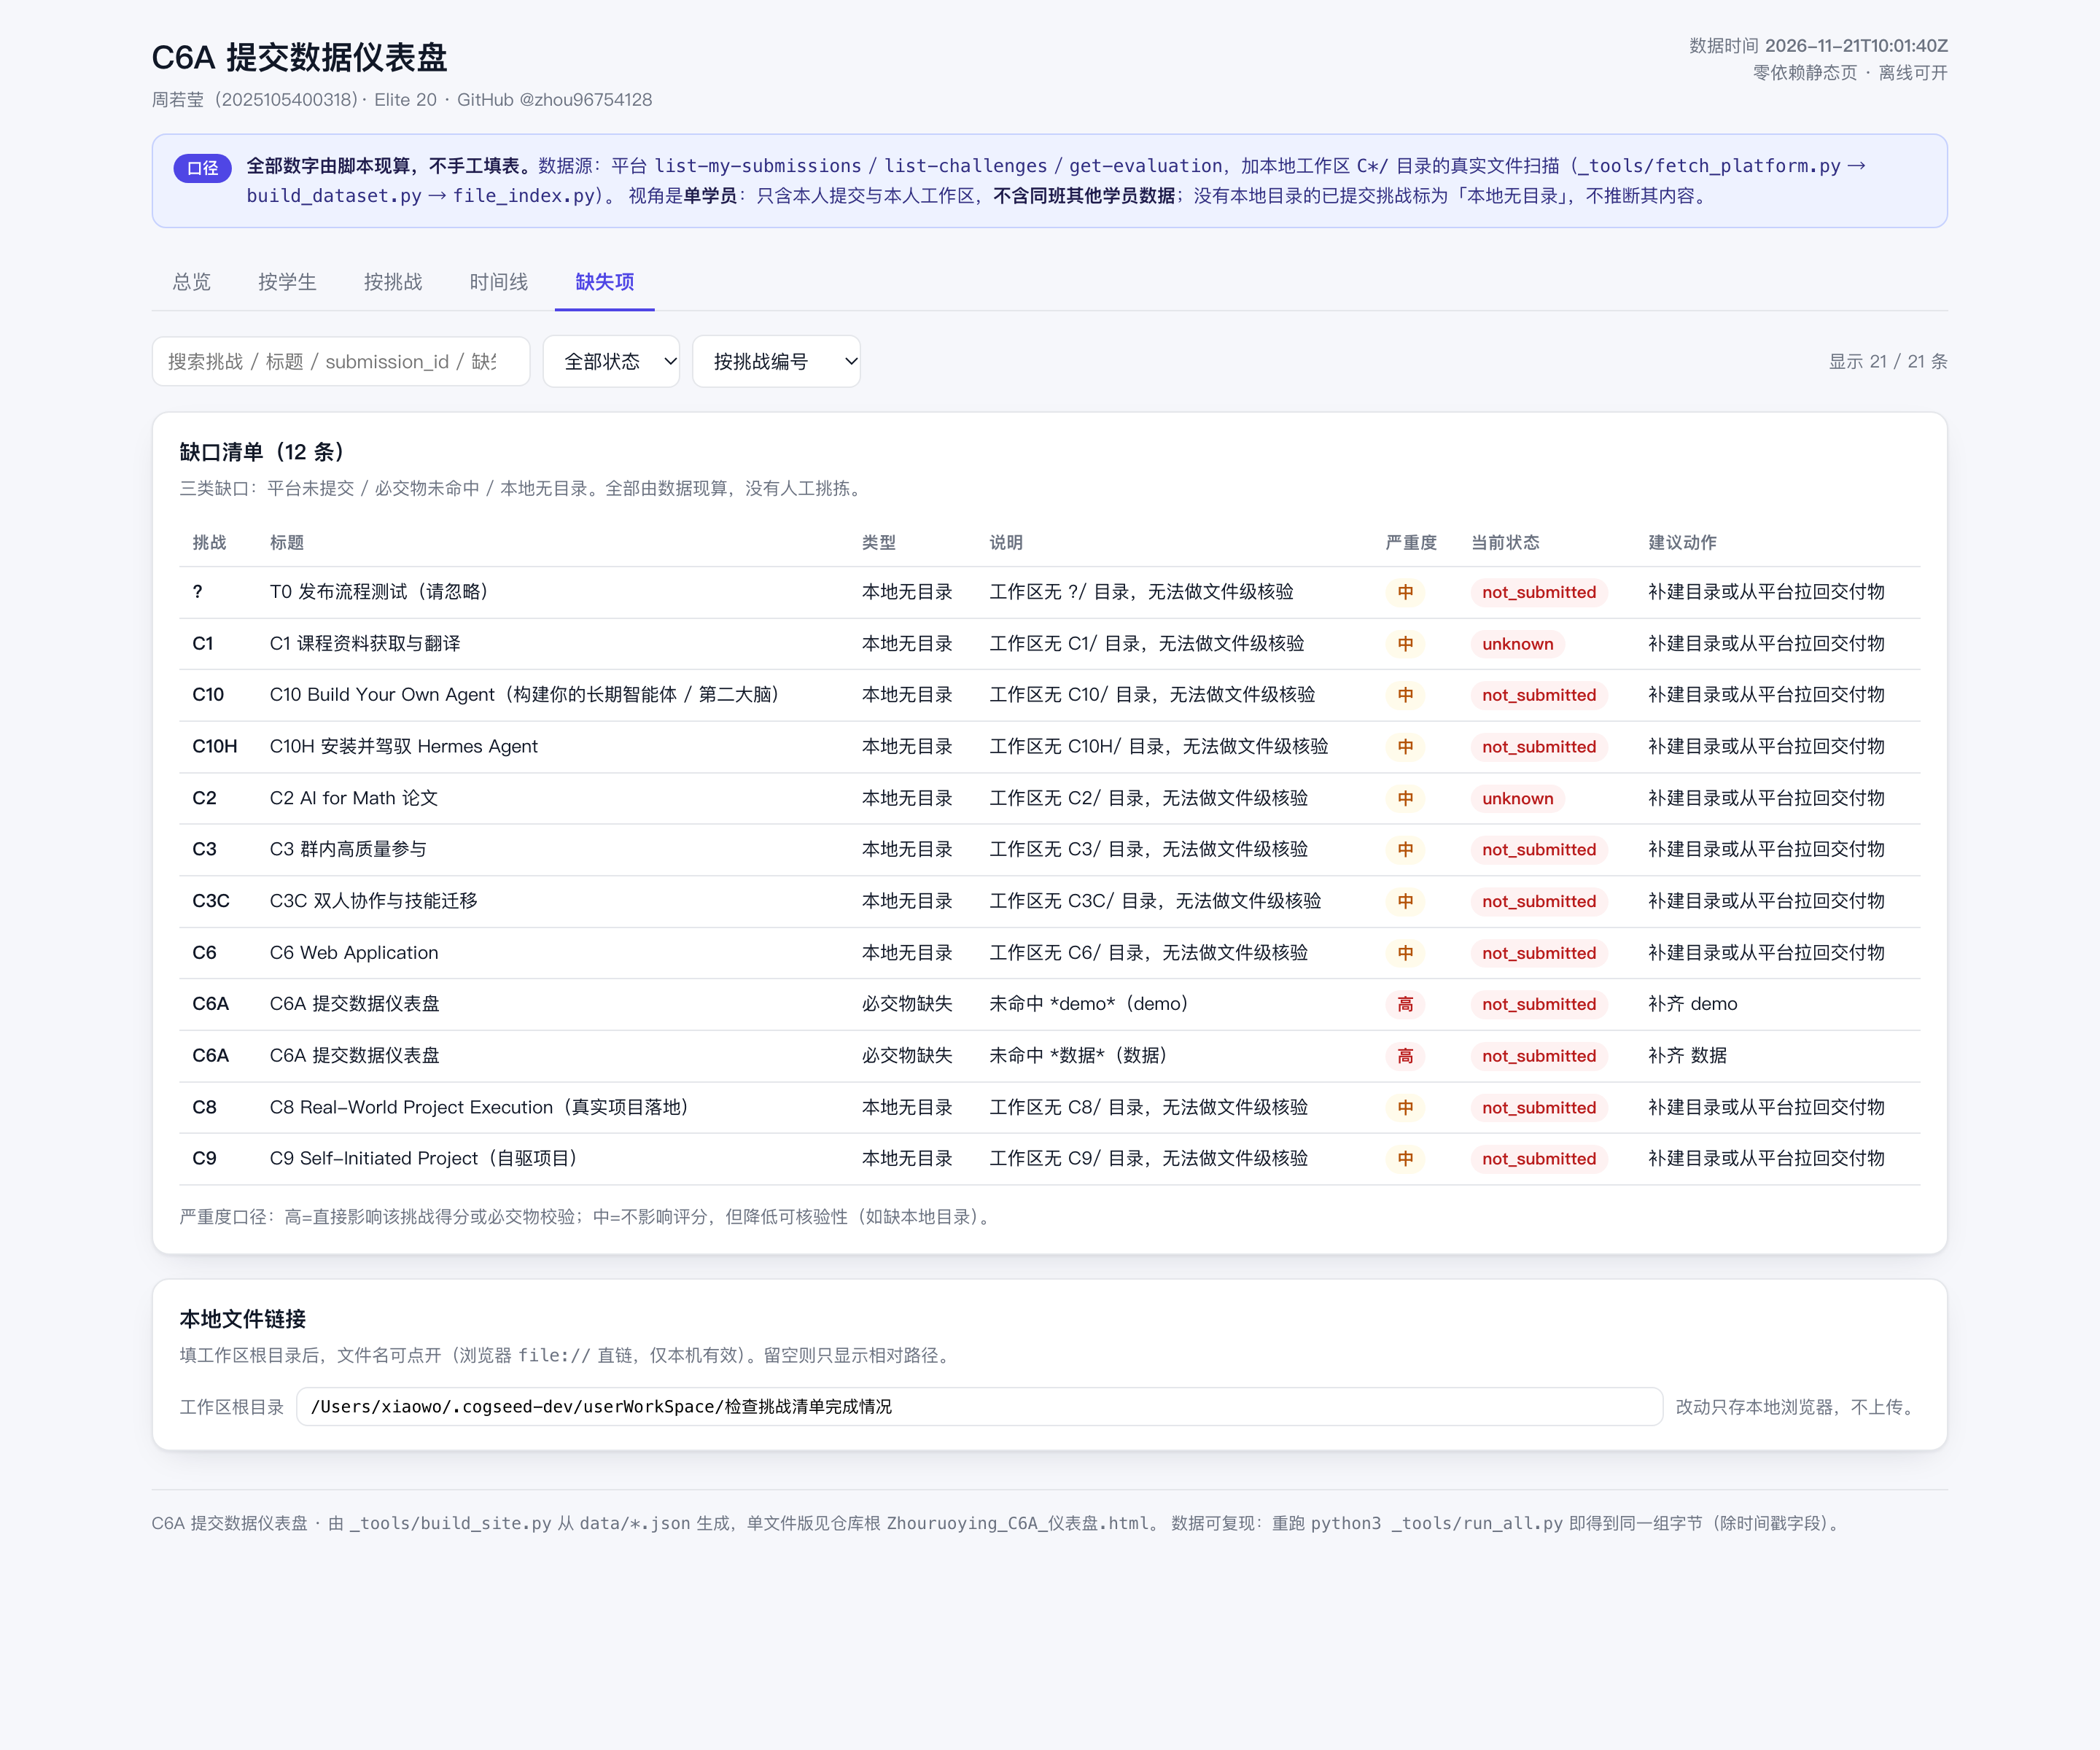 C6A 提交数据仪表盘
数据时间 2026-11-21T10:01:40Z
零依赖静态页 · 离线可开
周若莹（2025105400318）· Elite 20 · GitHub @zhou96754128
口径 全部数字由脚本现算，不手工填表。数据源：平台 list-my-submissions / list-challenges / get-evaluation，加本地工作区 C*/ 目录的真实文件扫描（_tools/fetch_platform.py →
build_dataset.py → file_index.py）。 视角是单学员：只含本人提交与本人工作区，不含同班其他学员数据；没有本地目录的已提交挑战标为「本地无目录」，不推断其内容。
总览 按学生 按挑战 时间线 缺失项
搜索挑战 / 标题 / submission_id / 缺 全部状态 按挑战编号 显示 21 / 21 条
缺口清单（12 条）
三类缺口：平台未提交 / 必交物未命中 / 本地无目录。全部由数据现算，没有人工挑拣。
挑战 标题 类型 说明 严重度 当前状态 建议动作
? T0 发布流程测试（请忽略） 本地无目录 工作区无 ?/ 目录，无法做文件级核验 中 not_submitted 补建目录或从平台拉回交付物
C1 C1 课程资料获取与翻译 本地无目录 工作区无 C1/ 目录，无法做文件级核验 中 unknown 补建目录或从平台拉回交付物
C10 C10 Build Your Own Agent（构建你的长期智能体 / 第二大脑） 本地无目录 工作区无 C10/ 目录，无法做文件级核验 中 not_submitted 补建目录或从平台拉回交付物
C10H C10H 安装并驾驭 Hermes Agent 本地无目录 工作区无 C10H/ 目录，无法做文件级核验 中 not_submitted 补建目录或从平台拉回交付物
C2 C2 AI for Math 论文 本地无目录 工作区无 C2/ 目录，无法做文件级核验 中 unknown 补建目录或从平台拉回交付物
C3 C3 群内高质量参与 本地无目录 工作区无 C3/ 目录，无法做文件级核验 中 not_submitted 补建目录或从平台拉回交付物
C3C C3C 双人协作与技能迁移 本地无目录 工作区无 C3C/ 目录，无法做文件级核验 中 not_submitted 补建目录或从平台拉回交付物
C6 C6 Web Application 本地无目录 工作区无 C6/ 目录，无法做文件级核验 中 not_submitted 补建目录或从平台拉回交付物
C6A C6A 提交数据仪表盘 必交物缺失 未命中 *demo*（demo） 高 not_submitted 补齐 demo
C6A C6A 提交数据仪表盘 必交物缺失 未命中 *数据*（数据） 高 not_submitted 补齐 数据
C8 C8 Real-World Project Execution（真实项目落地） 本地无目录 工作区无 C8/ 目录，无法做文件级核验 中 not_submitted 补建目录或从平台拉回交付物
C9 C9 Self-Initiated Project（自驱项目） 本地无目录 工作区无 C9/ 目录，无法做文件级核验 中 not_submitted 补建目录或从平台拉回交付物
严重度口径：高=直接影响该挑战得分或必交物校验；中=不影响评分，但降低可核验性（如缺本地目录）。
本地文件链接
填工作区根目录后，文件名可点开（浏览器 file:// 直链，仅本机有效）。留空则只显示相对路径。
工作区根目录 /Users/xiaowo/.cogseed-dev/userWorkSpace/检查挑战清单完成情况 改动只存本地浏览器，不上传。
C6A 提交数据仪表盘 · 由 _tools/build_site.py 从 data/*.json 生成，单文件版见仓库根 Zhouruoying_C6A_仪表盘.html。 数据可复现：重跑 python3 _tools/run_all.py 即得到同一组字节（除时间戳字段）。